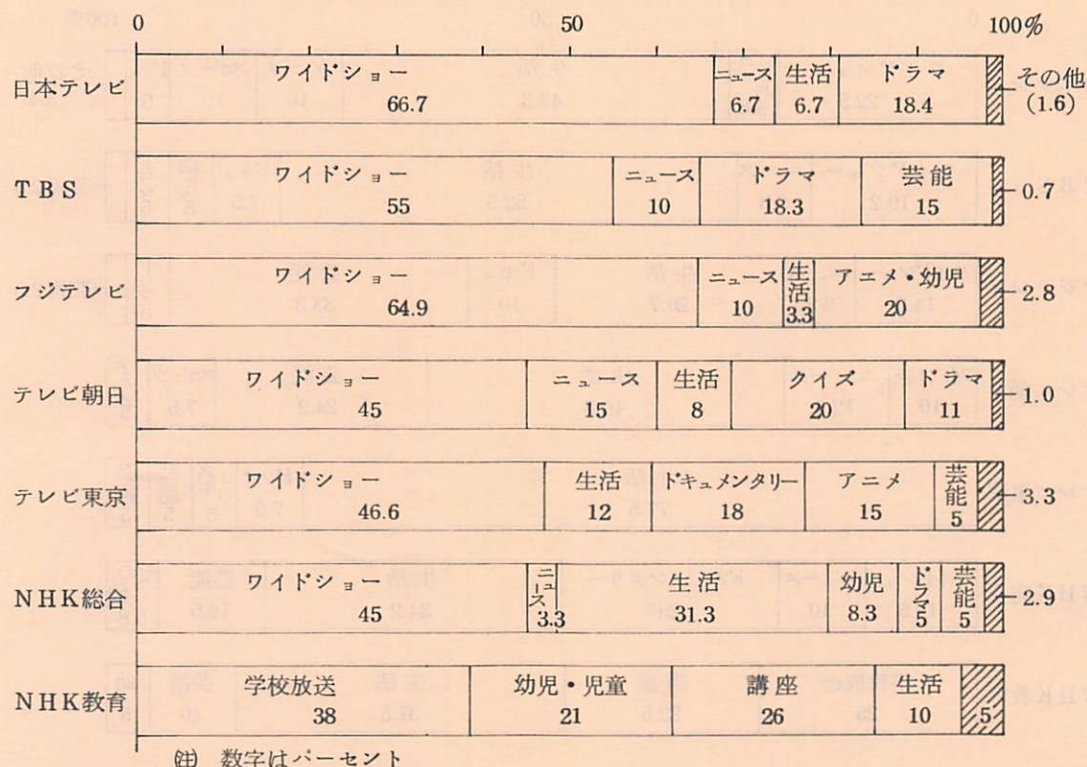 0 50 100%
日本テレビ ワイドショー 66.7 ニュース 6.7 生活 6.7 ドラマ 18.4 その他 (1.6)
TBS ワイドショー 55 ニュース 10 ドラマ 18.3 芸能 15 0.7
フジテレビ ワイドショー 64.9 ニュース 10 生活 3.3 アニメ・幼児 20 2.8
テレビ朝日 ワイドショー 45 ニュース 15 生活 8 クイズ 20 ドラマ 11 1.0
テレビ東京 ワイドショー 46.6 生活 12 ドキュメンタリー 18 アニメ 15 芸能 5 3.3
NHK総合 ワイドショー 45 ニュース 3.3 生活 31.3 幼児 8.3 ドラマ 5 芸能 5 2.9
NHK教育 学校放送 38 幼児・児童 21 講座 26 生活 10 5
㊟ 数字はパーセント